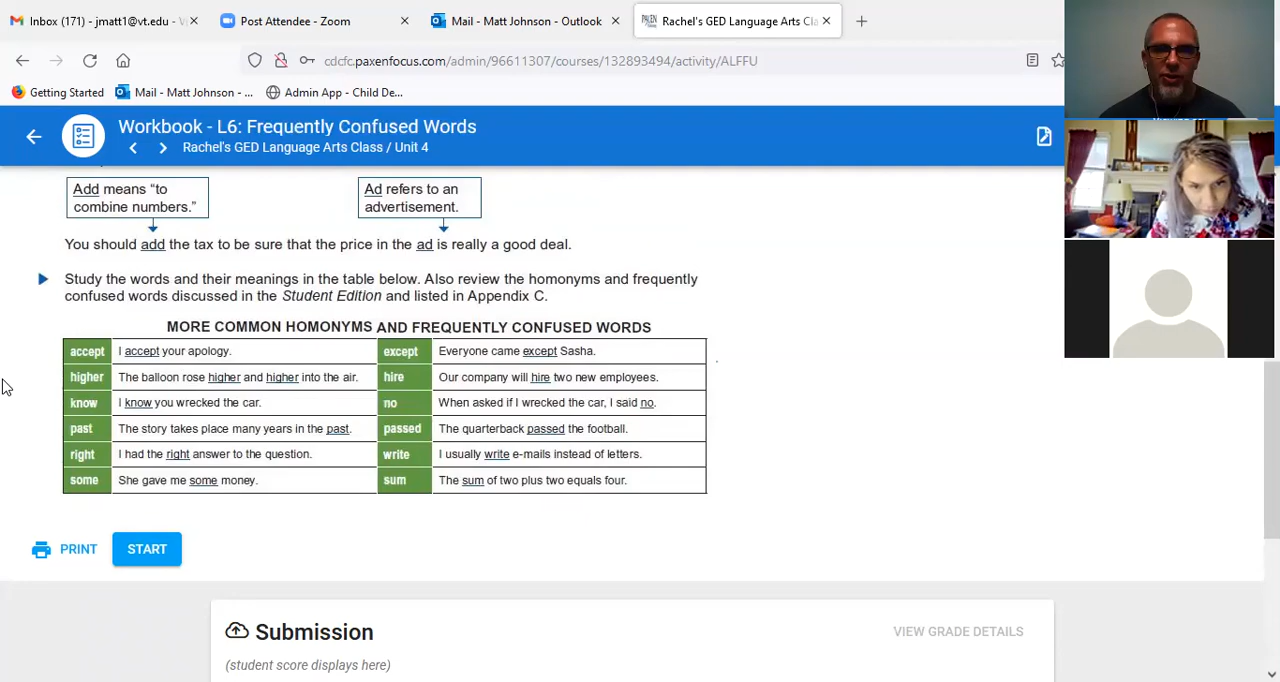 Inbox (171) - jmatt1@vt.edu -
Post Attendee - Zoom
Mail - Matt Johnson - Outlook
Rachel's GED Language Arts Cla
cdcfc.paxenfocus.com/admin/96611307/courses/132893494/activity/ALFFU
Getting Started
Mail - Matt Johnson - ...
Admin App - Child De...
Workbook - L6: Frequently Confused Words
Rachel's GED Language Arts Class / Unit 4
Add means “to
combine numbers.”
Ad refers to an
advertisement.
You should add the tax to be sure that the price in the ad is really a good deal.
Study the words and their meanings in the table below. Also review the homonyms and frequently
confused words discussed in the Student Edition and listed in Appendix C.
MORE COMMON HOMONYMS AND FREQUENTLY CONFUSED WORDS
accept I accept your apology. except Everyone came except Sasha.
higher The balloon rose higher and higher into the air. hire Our company will hire two new employees.
know I know you wrecked the car. no When asked if I wrecked the car, I said no.
past The story takes place many years in the past. passed The quarterback passed the football.
right I had the right answer to the question. write I usually write e-mails instead of letters.
some She gave me some money. sum The sum of two plus two equals four.
PRINT START
Submission
VIEW GRADE DETAILS
(student score displays here)